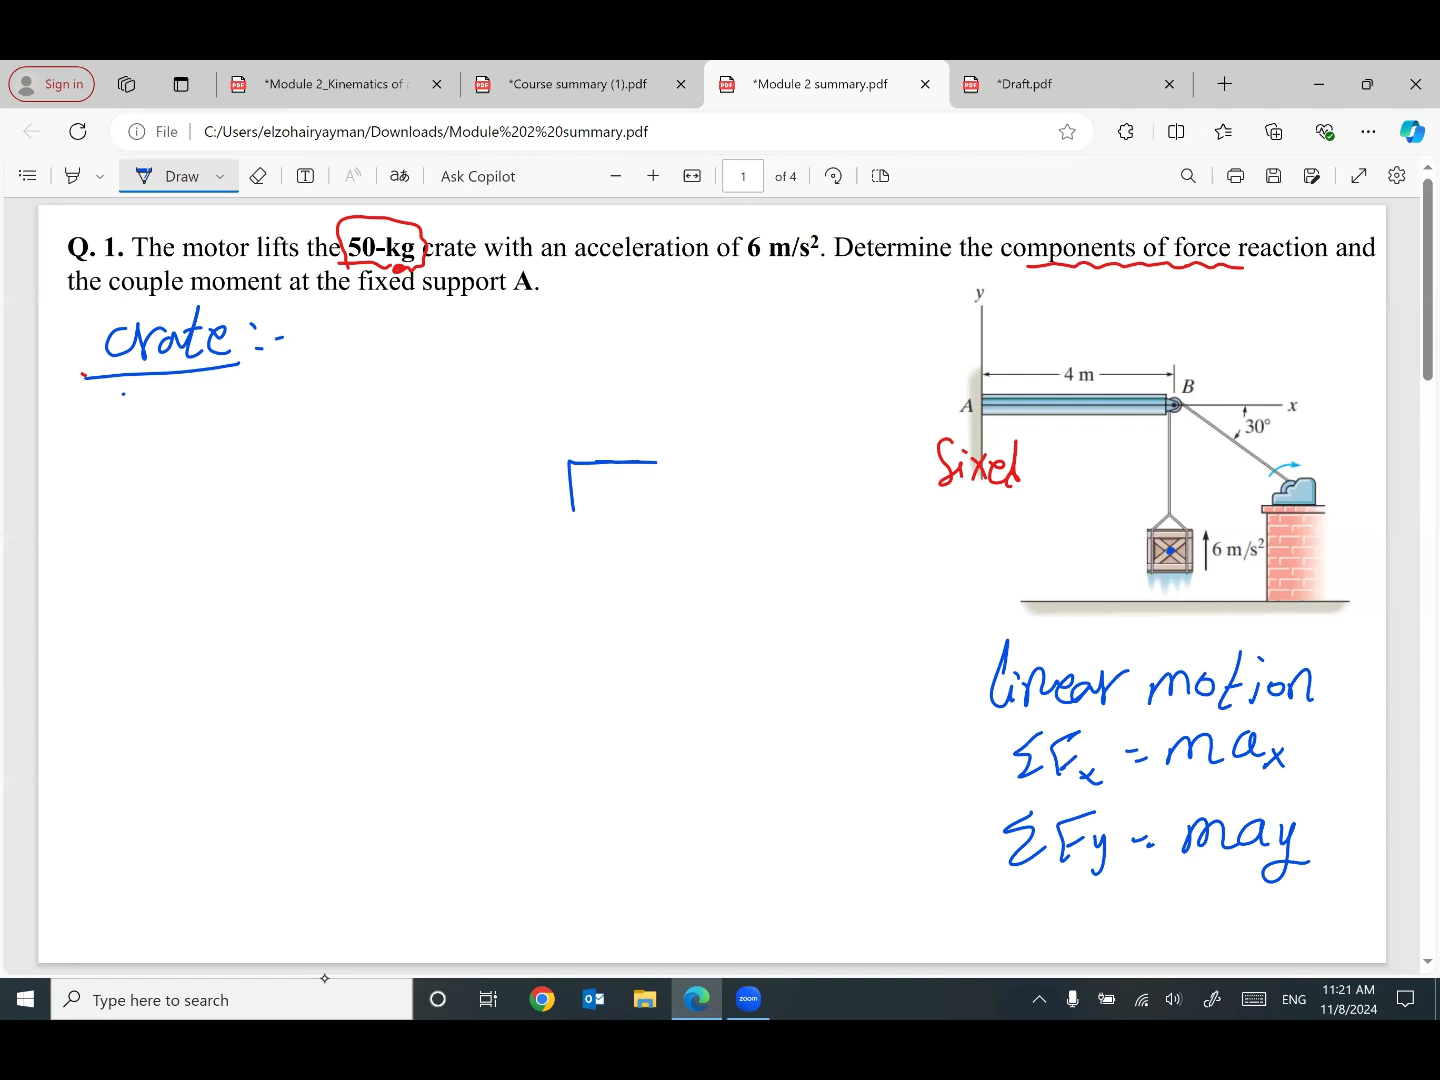 Sign in
*Module 2_Kinematics of a
*Course summary (1).pdf
*Module 2 summary.pdf
*Draft.pdf
File
C:/Users/elzohairyayman/Downloads/Module%202%20summary.pdf
Draw
Ask Copilot
1
of 4
Q. 1. The motor lifts the 50-kg crate with an acceleration of 6 m/s². Determine the components of force reaction and
the couple moment at the fixed support A.
crate :-
y
4 m
B
A
x
30°
fixed
6 m/s²
linear motion
ΣFx = max
ΣFy = may
Type here to search
zoom
ENG
11:21 AM
11/8/2024